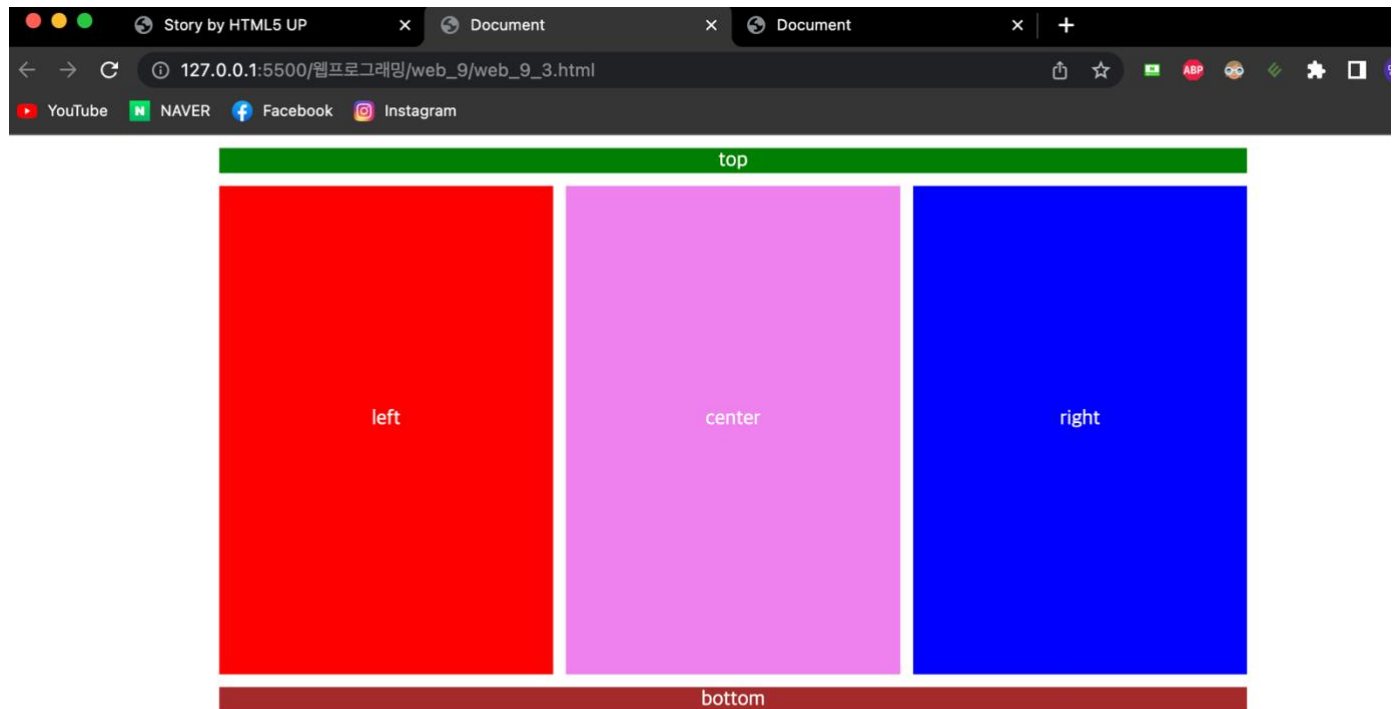 Story by HTML5 UP
Document
Document
127.0.0.1:5500/웹프로그래밍/web_9/web_9_3.html
ABP
YouTube
N NAVER
Facebook
Instagram
top
left
center
right
bottom